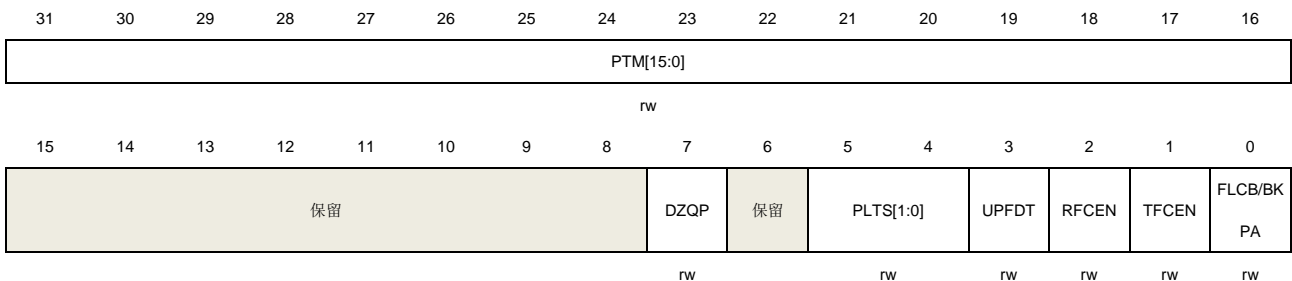 31 30 29 28 27 26 25 24 23 22 21 20 19 18 17 16
PTM[15:0]
rw
15 14 13 12 11 10 9 8 7 6 5 4 3 2 1 0
保留 DZQP 保留 PLTS[1:0] UPFDT RFCEN TFCEN FLCB/BK
PA
rw rw rw rw rw rw